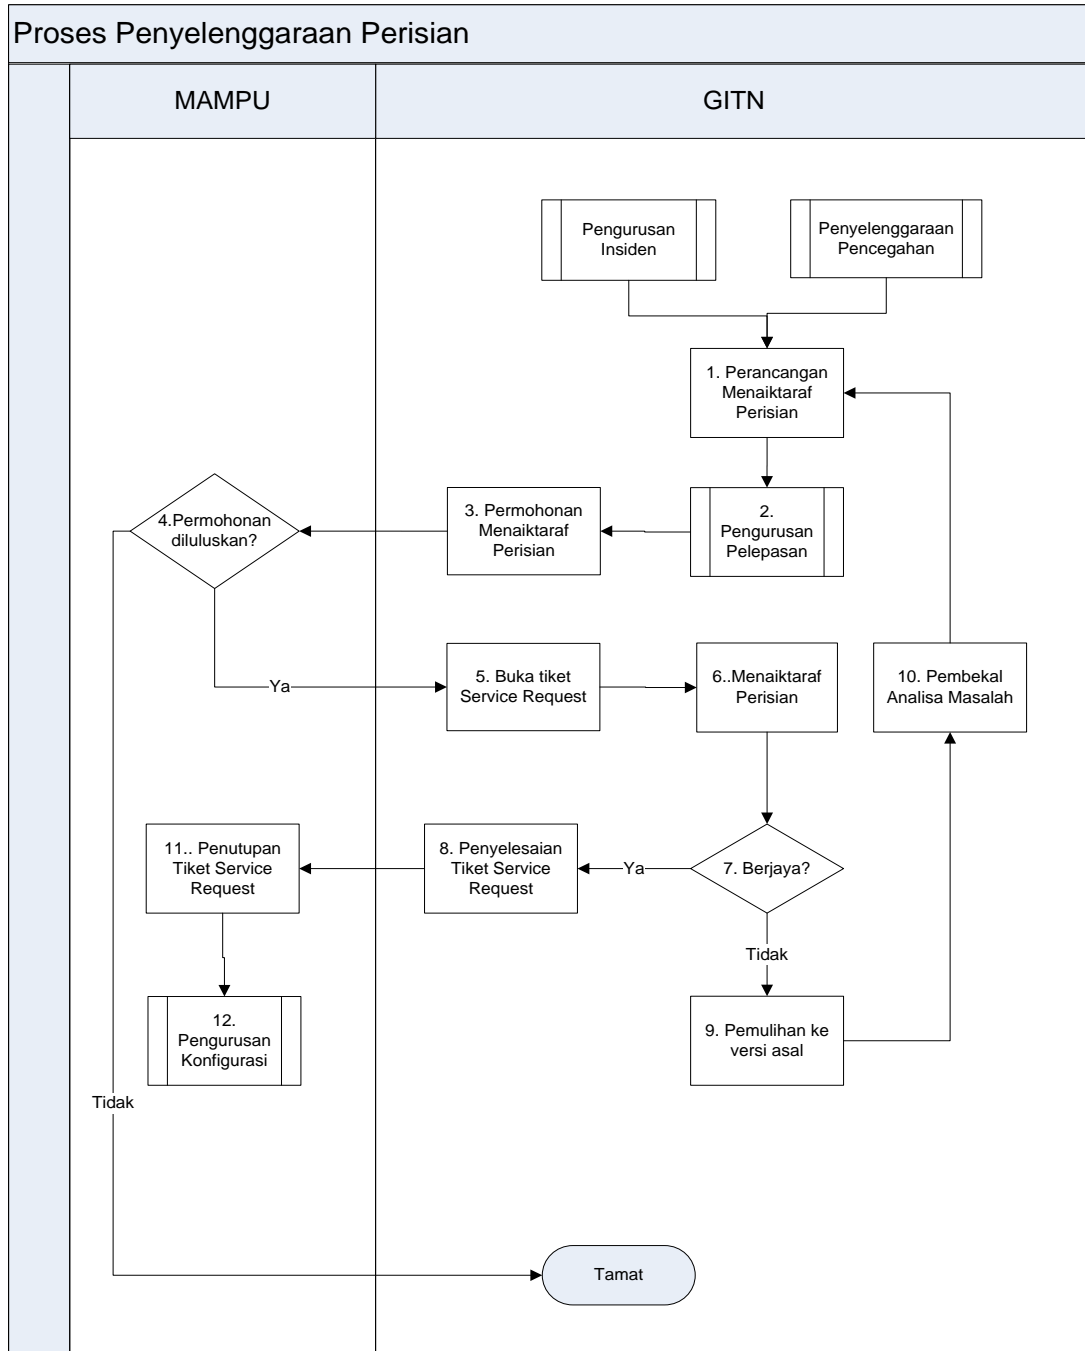 Proses Penyelenggaraan Perisian
MAMPU
GITN
Pengurusan
Insiden
Penyelenggaraan
Pencegahan
1. Perancangan
Menaiktaraf
Perisian
4.Permohonan
diluluskan?
3. Permohonan
Menaiktaraf
Perisian
2.
Pengurusan
Pelepasan
Ya
5. Buka tiket
Service Request
6..Menaiktaraf
Perisian
10. Pembekal
Analisa Masalah
11.. Penutupan
Tiket Service
Request
8. Penyelesaian
Tiket Service
Request
Ya
7. Berjaya?
Tidak
12.
Pengurusan
Konfigurasi
9. Pemulihan ke
versi asal
Tidak
Tamat